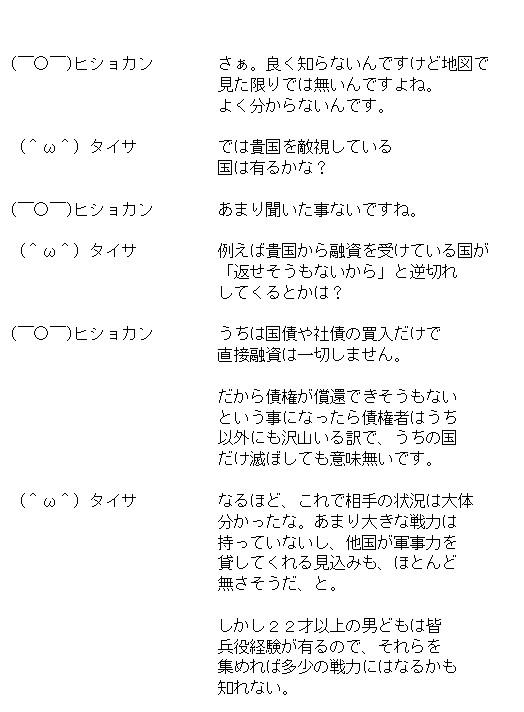 (￣○￣)ヒショカン　さぁ。良く知らないんですけど地図で
見た限りでは無いんですよね。
よく分からないんです。
（＾ω＾）タイサ　では貴国を敵視している
国は有るかな？
(￣○￣)ヒショカン　あまり聞いた事ないですね。
（＾ω＾）タイサ　例えば貴国から融資を受けている国が
「返せそうもないから」と逆切れ
してくるとかは？
(￣○￣)ヒショカン　うちは国債や社債の買入だけで
直接融資は一切しません。
だから債権が償還できそうもない
という事になったら債権者はうち
以外にも沢山いる訳で、うちの国
だけ滅ぼしても意味無いです。
（＾ω＾）タイサ　なるほど、これで相手の状況は大体
分かったな。あまり大きな戦力は
持っていないし、他国が軍事力を
貸してくれる見込みも、ほとんど
無さそうだ、と。
しかし２２才以上の男どもは皆
兵役経験が有るので、それらを
集めれば多少の戦力にはなるかも
知れない。